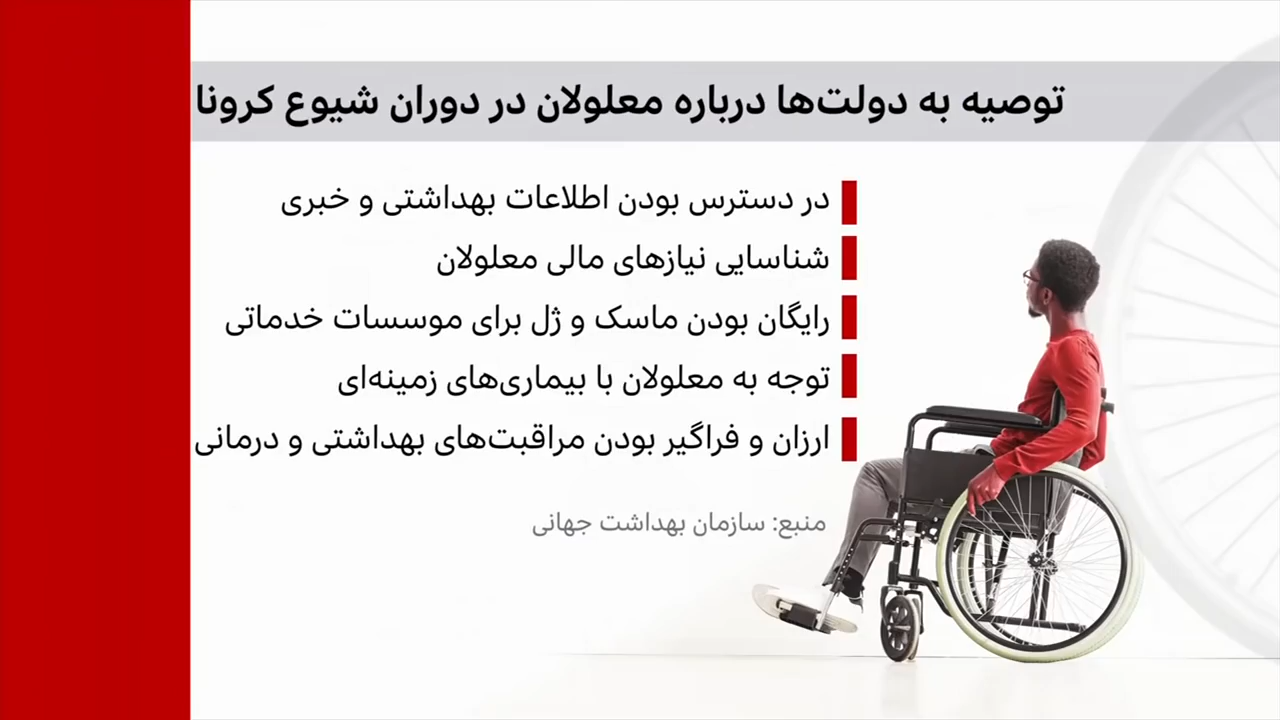 توصیه به دولت‌ها درباره معلولان در دوران شیوع کرونا
در دسترس بودن اطلاعات بهداشتی و خبری
شناسایی نیازهای مالی معلولان
رایگان بودن ماسک و ژل برای موسسات خدماتی
توجه به معلولان با بیماری‌های زمینه‌ای
ارزان و فراگیر بودن مراقبت‌های بهداشتی و درمانی
منبع: سازمان بهداشت جهانی